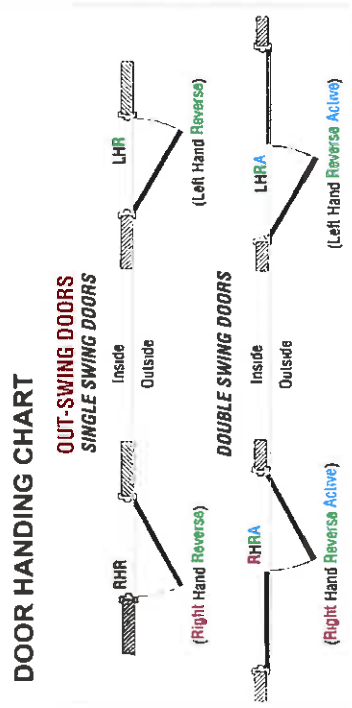 DOOR HANDING CHART
OUT-SWING DOORS
SINGLE SWING DOORS
RHR
Inside
Outside
LHR
(Right Hand Reverse)
(Left Hand Reverse)
DOUBLE SWING DOORS
RHRA
Inside
Outside
LHRA
(Right Hand Reverse Active)
(Left Hand Reverse Active)